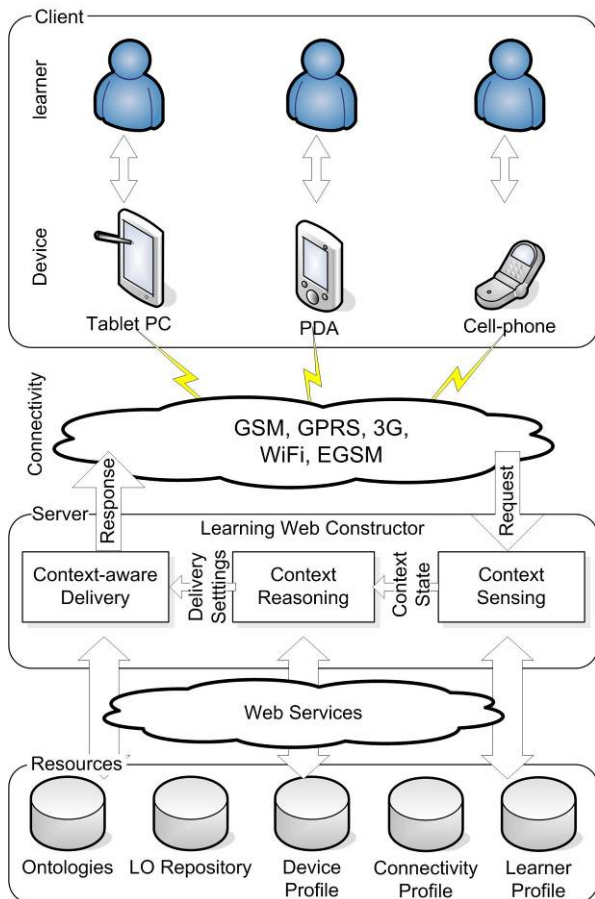 Client
learner
Device
Tablet PC
PDA
Cell-phone
Connectivity
GSM, GPRS, 3G,
WiFi, EGSM
Response
Request
Server
Learning Web Constructor
Context-aware
Delivery
Delivery
Setttings
Context
Reasoning
Context
State
Context
Sensing
Web Services
Resources
Ontologies
LO Repository
Device
Profile
Connectivity
Profile
Learner
Profile